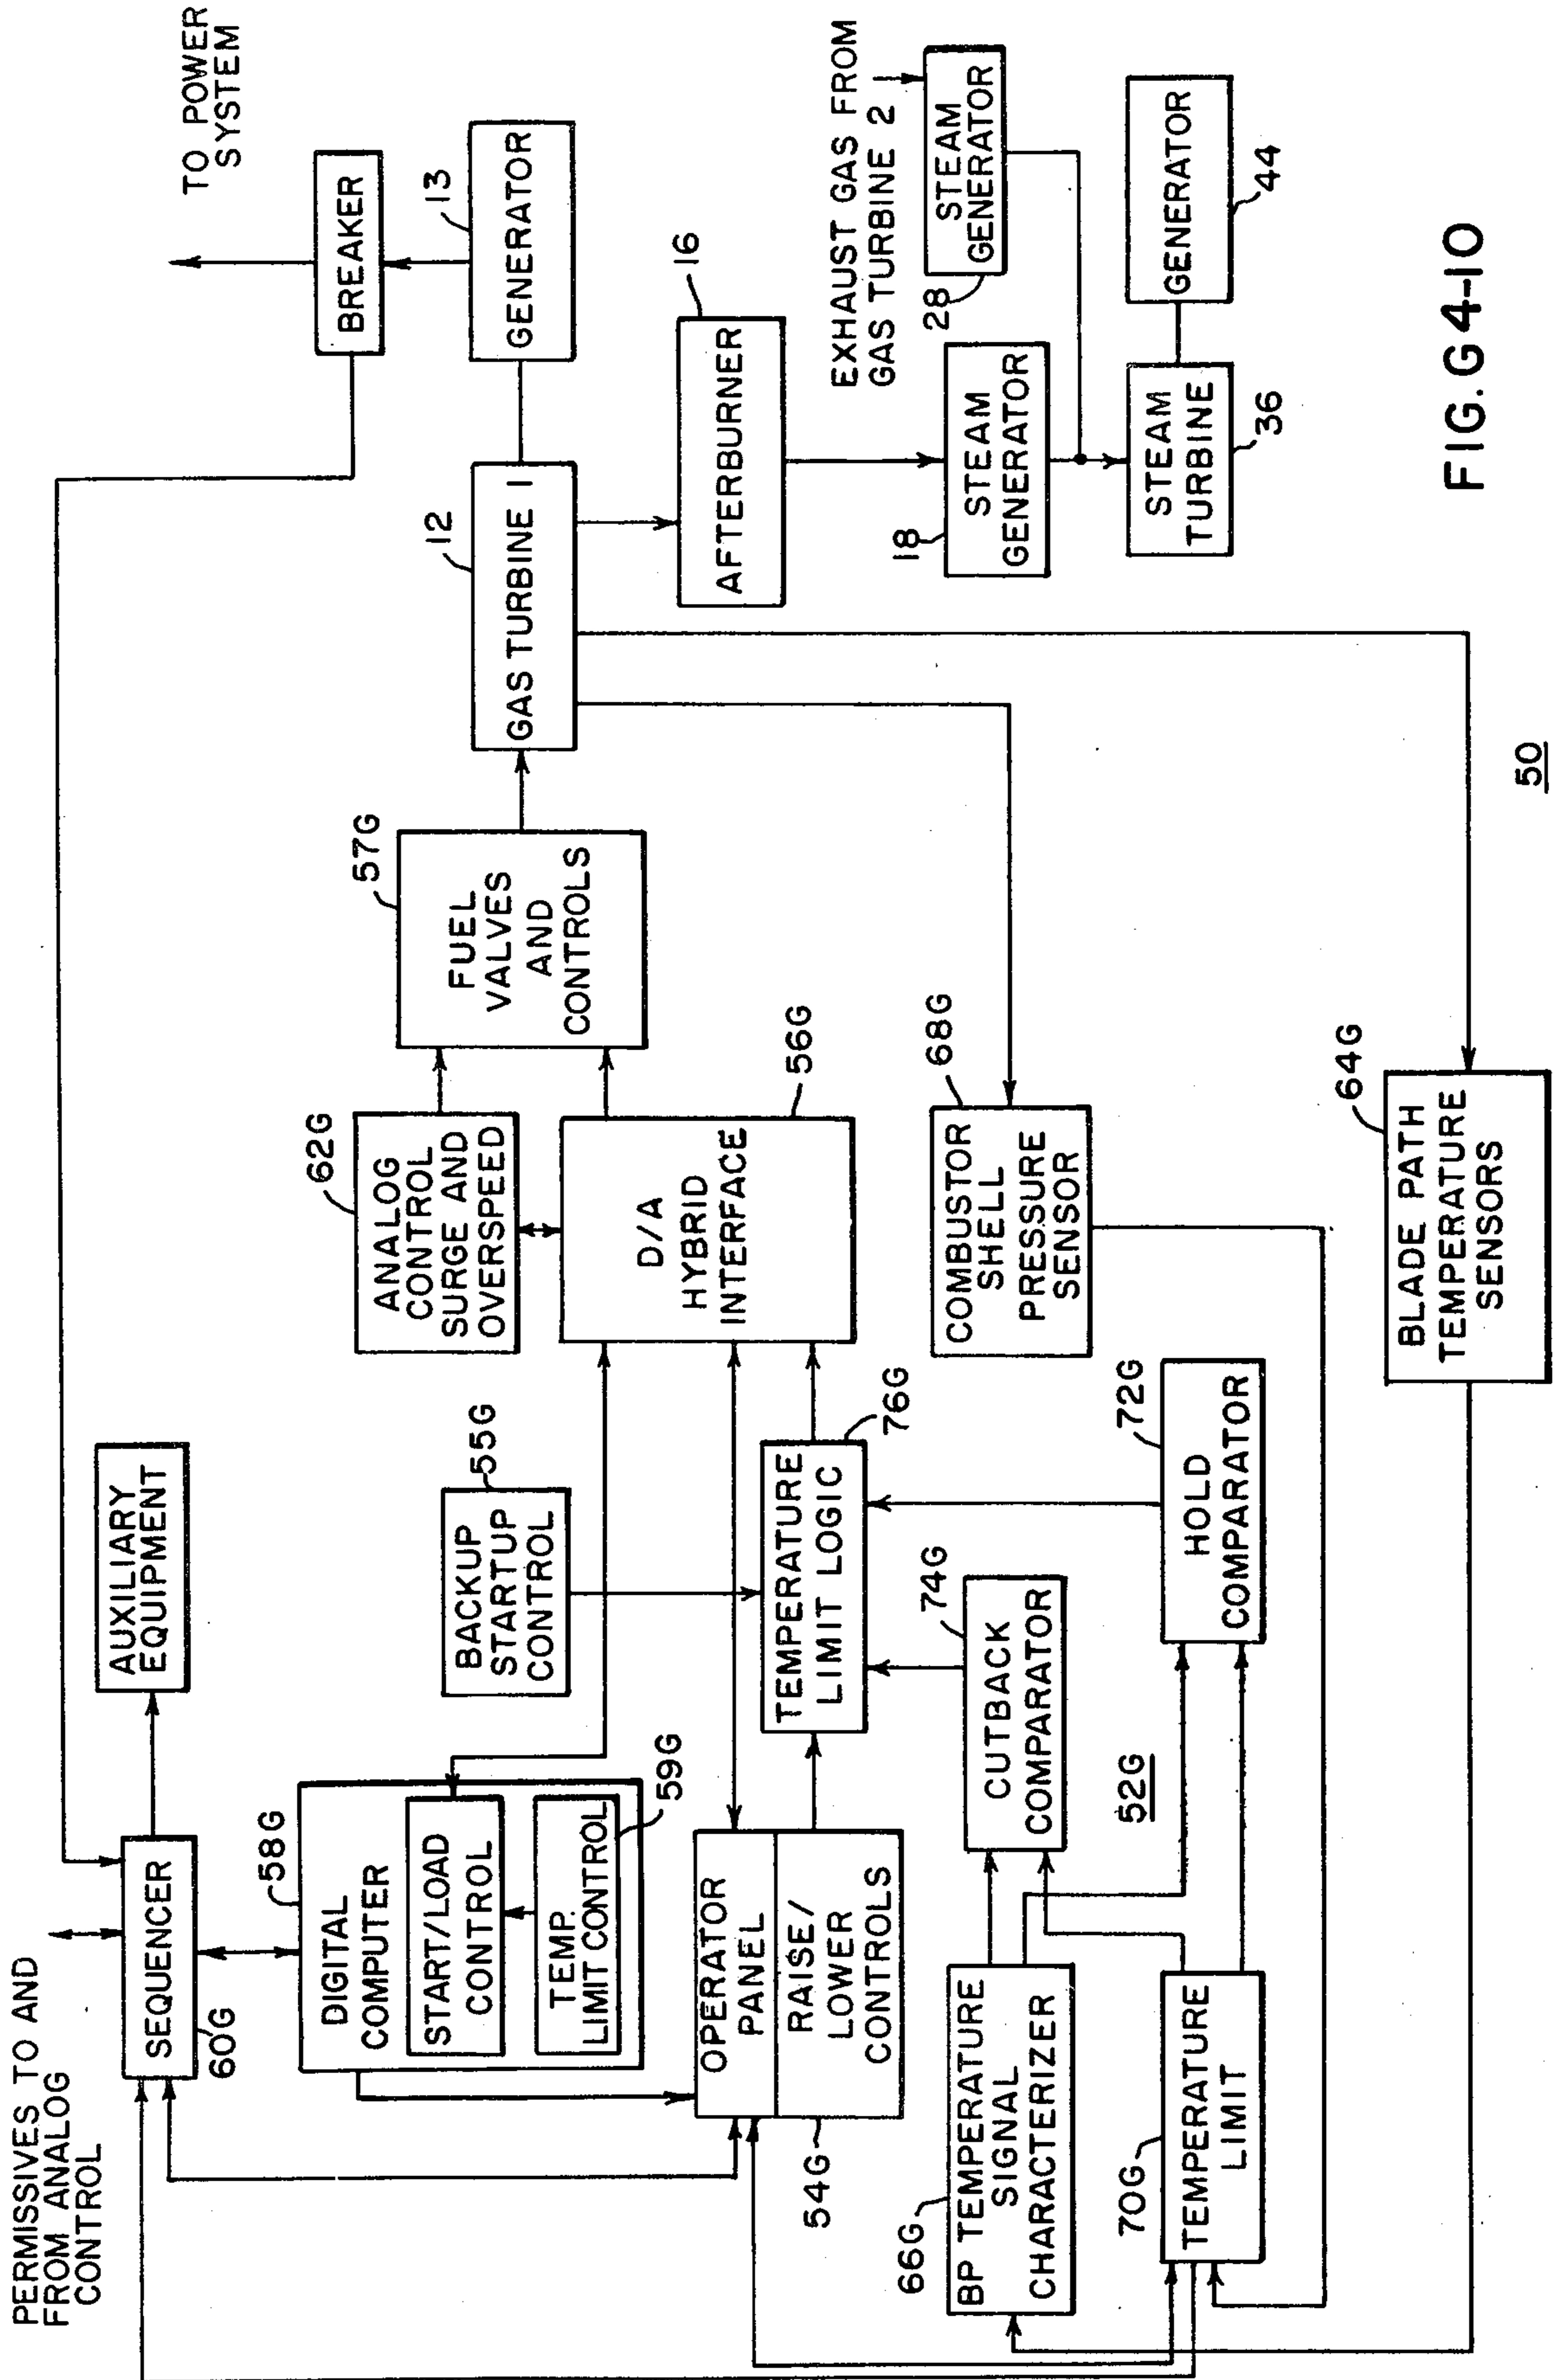 PERMISSIVES TO AND
FROM ANALOG
CONTROL
SEQUENCER
60G
AUXILIARY
EQUIPMENT
58G
DIGITAL
COMPUTER
START/LOAD
CONTROL
TEMP.
LIMIT CONTROL
59G
OPERATOR
PANEL
RAISE/
LOWER
CONTROLS
54G
BACKUP
STARTUP
CONTROL
55G
TEMPERATURE
LIMIT LOGIC
76G
66G
BP TEMPERATURE
SIGNAL
CHARACTERIZER
70G
TEMPERATURE
LIMIT
74G
CUTBACK
COMPARATOR
52G
72G
HOLD
COMPARATOR
62G
ANALOG
CONTROL
SURGE AND
OVERSPEED
D/A
HYBRID
INTERFACE
56G
57G
FUEL
VALVES
AND
CONTROLS
68G
COMBUSTOR
SHELL
PRESSURE
SENSOR
64G
BLADE PATH
TEMPERATURE
SENSORS
12
GAS TURBINE 1
13
GENERATOR
BREAKER
TO POWER
SYSTEM
16
AFTERBURNER
18
STEAM
GENERATOR
EXHAUST GAS FROM
GAS TURBINE 2
28
STEAM
GENERATOR
STEAM
TURBINE
36
GENERATOR
44
50
FIG. G4-10